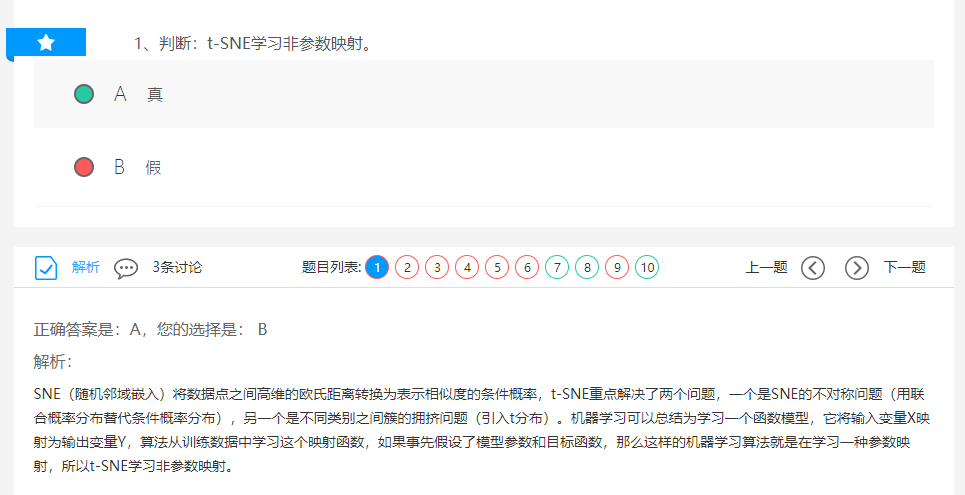 1、判断：t-SNE学习非参数映射。
A 真
B 假
解析 3条讨论 题目列表: 1 2 3 4 5 6 7 8 9 10 上一题 下一题
正确答案是：A，您的选择是： B
解析：
SNE（随机邻域嵌入）将数据点之间高维的欧氏距离转换为表示相似度的条件概率，t-SNE重点解决了两个问题，一个是SNE的不对称问题（用联
合概率分布替代条件概率分布），另一个是不同类别之间簇的拥挤问题（引入t分布）。机器学习可以总结为学习一个函数模型，它将输入变量X映
射为输出变量Y，算法从训练数据中学习这个映射函数，如果事先假设了模型参数和目标函数，那么这样的机器学习算法就是在学习一种参数映
射，所以t-SNE学习非参数映射。